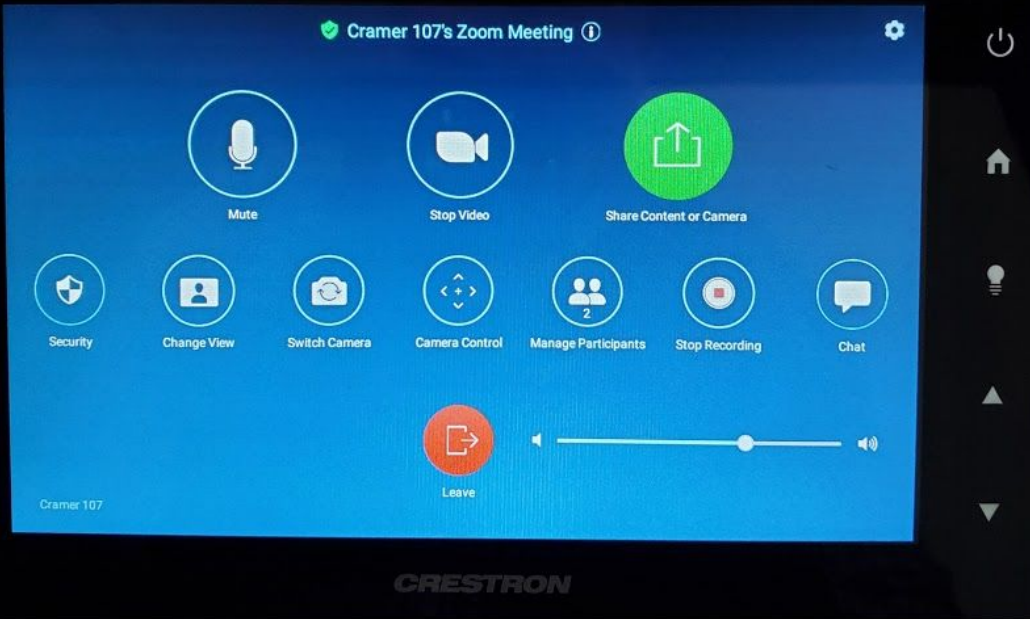 Cramer 107's Zoom Meeting
Mute
Stop Video
Share Content or Camera
Security
Change View
Switch Camera
Camera Control
2
Manage Participants
Stop Recording
Chat
Leave
Cramer 107
CRESTRON